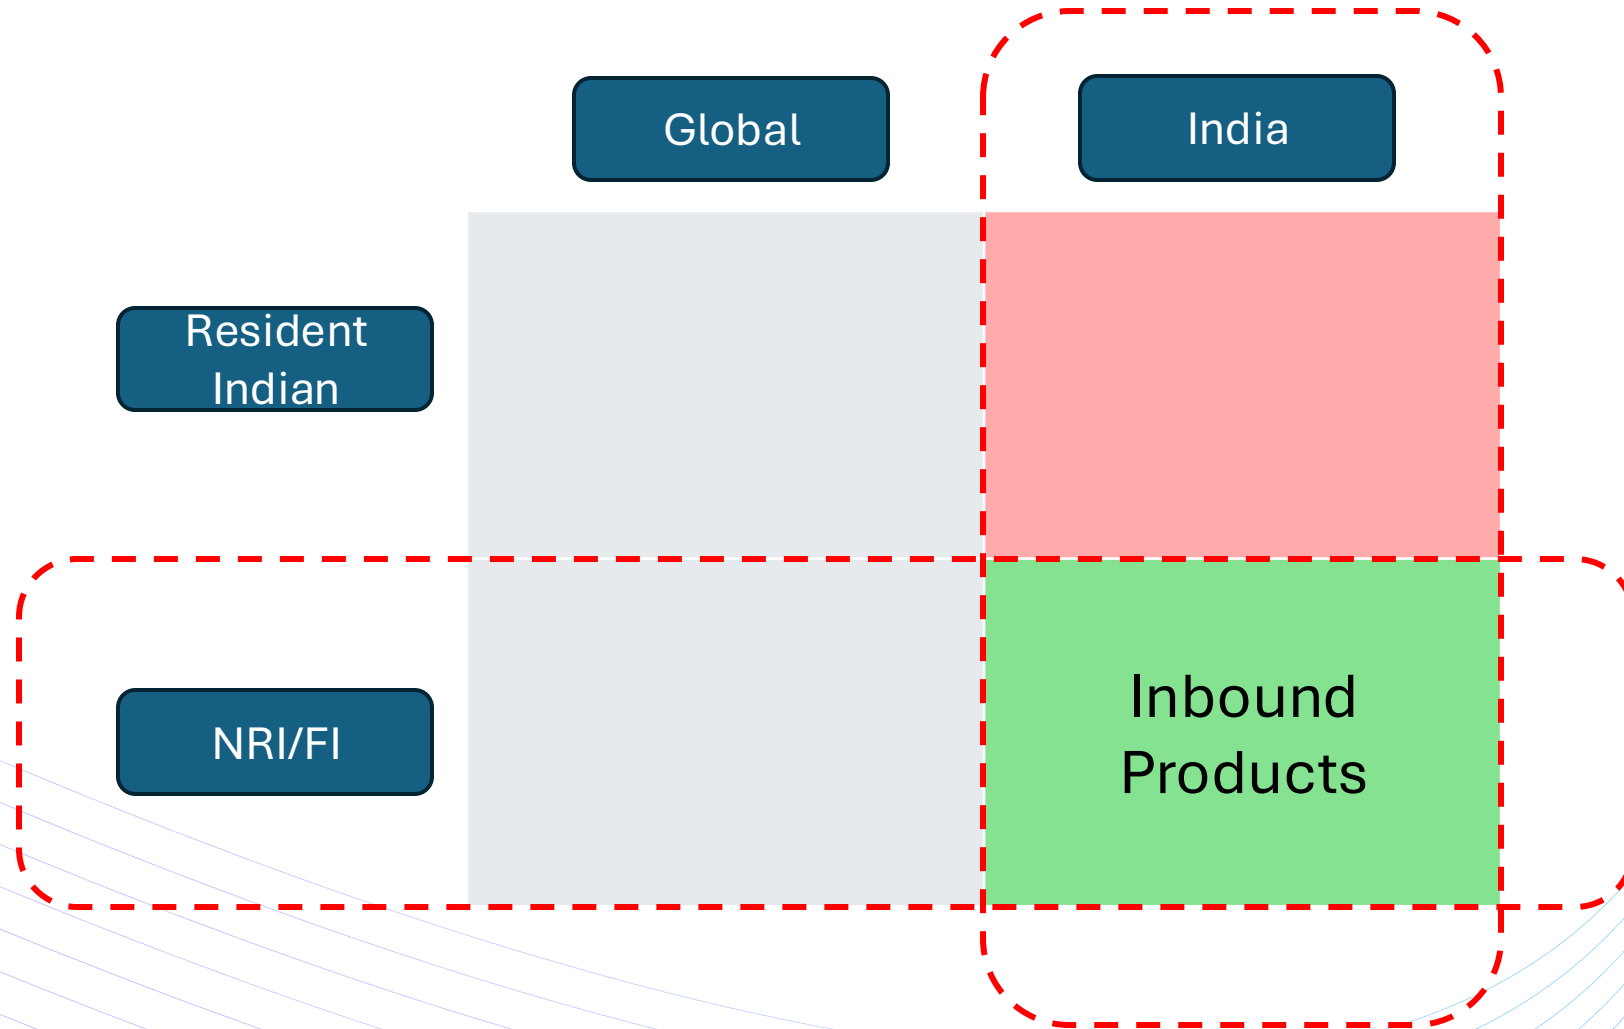 Global
India
Resident
Indian
NRI/FI
Inbound
Products